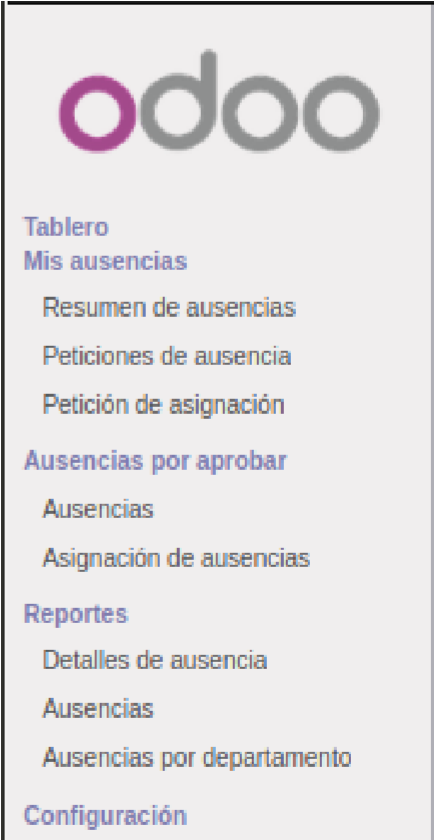 odoo
Tablero
Mis ausencias
Resumen de ausencias
Peticiones de ausencia
Petición de asignación
Ausencias por aprobar
Ausencias
Asignación de ausencias
Reportes
Detalles de ausencia
Ausencias
Ausencias por departamento
Configuración